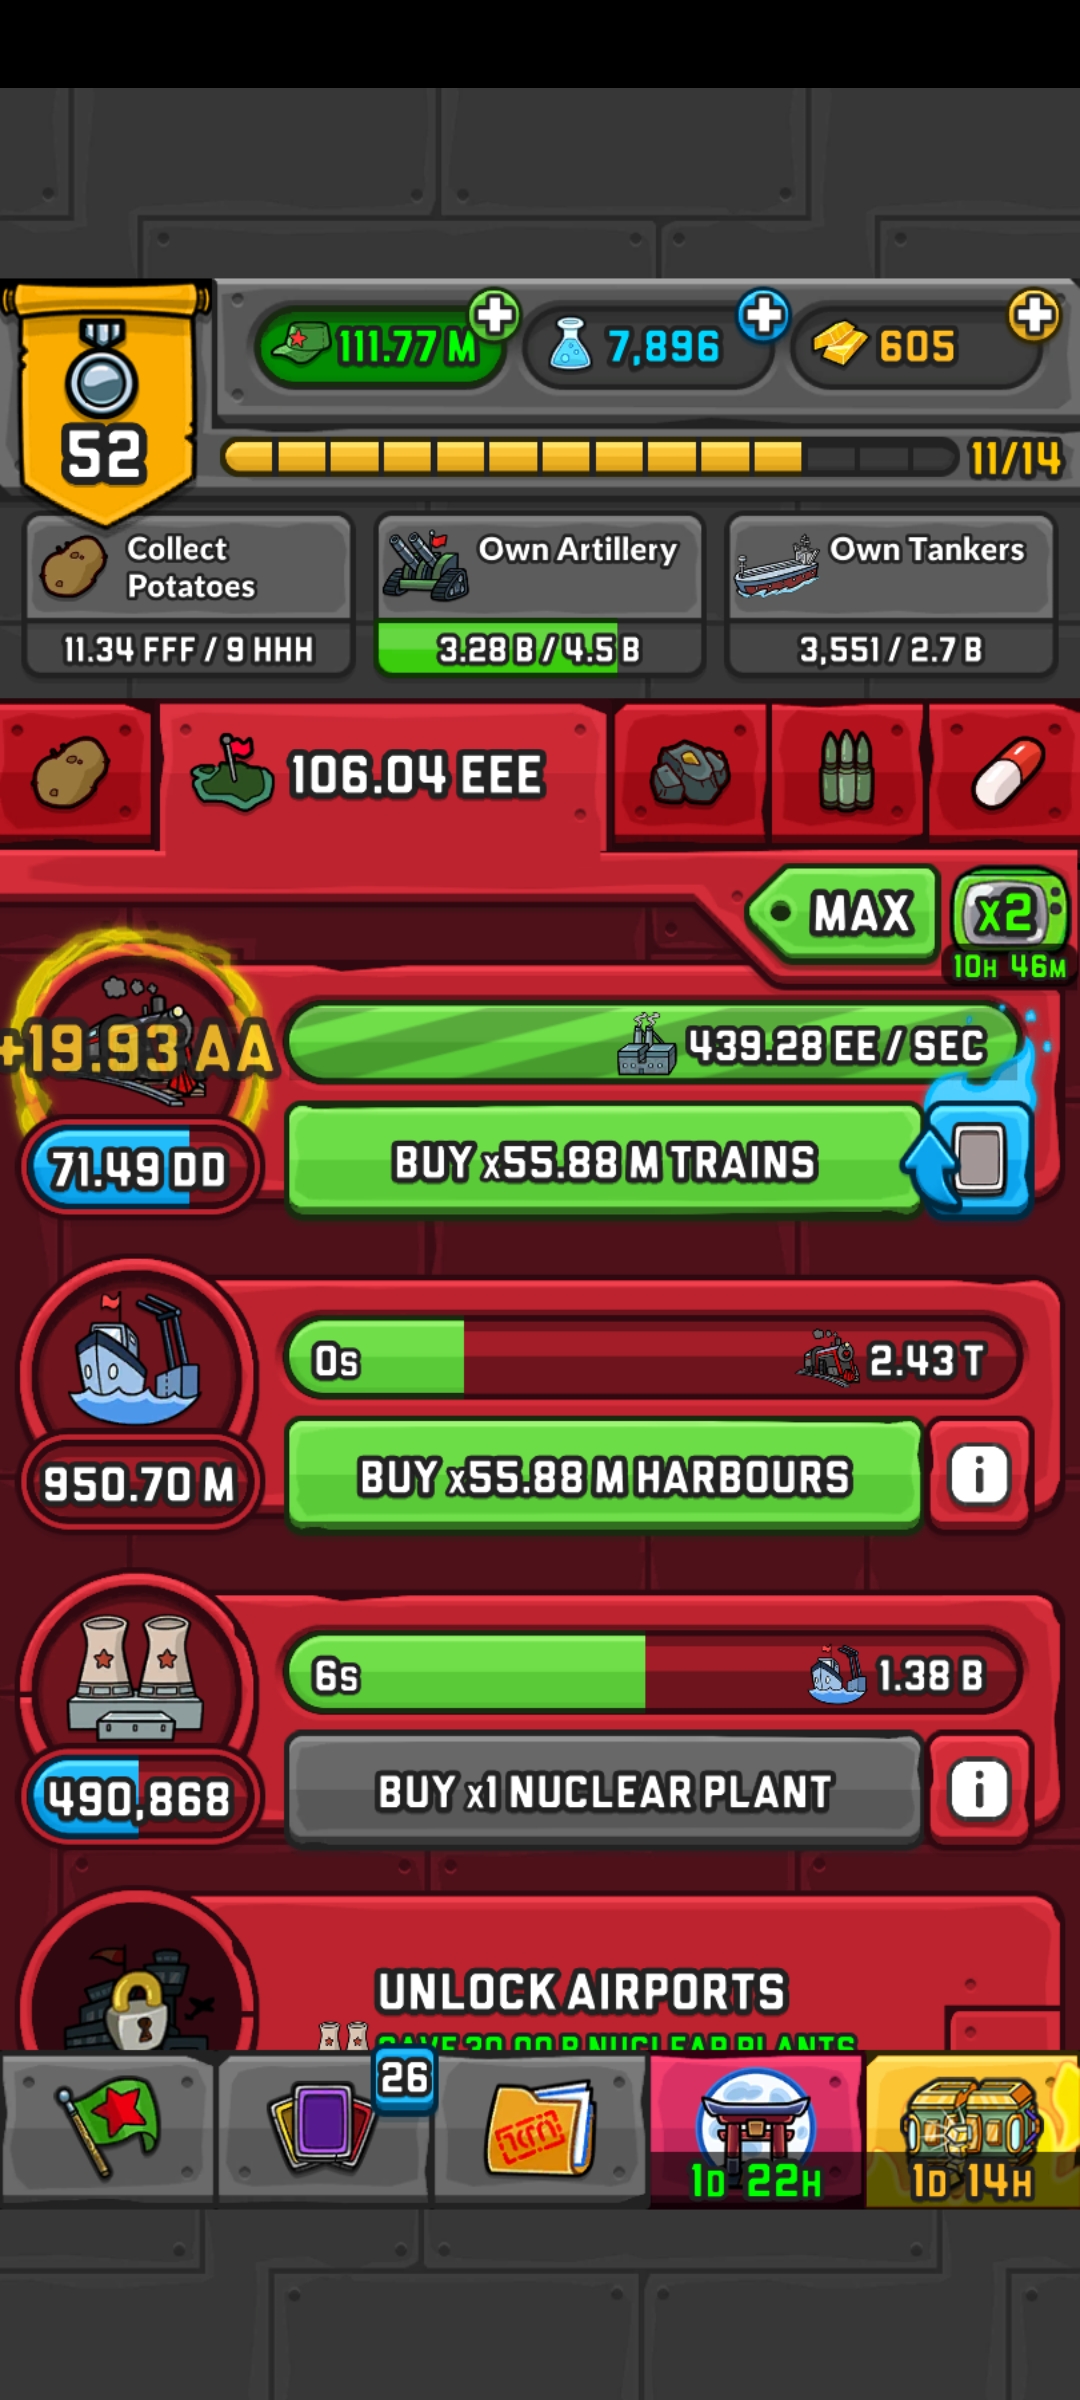 111.77 M
7,896
605
52
11/14
Collect
Potatoes
11.34 FFF / 9 HHH
Own Artillery
3.28 B / 4.5 B
Own Tankers
3,551 / 2.7 B
106.04 EEE
MAX
x2
10H 46M
+19.93 AA
439.28 EE / SEC
71.49 DD
BUY x55.88 M TRAINS
0s
2.43 T
950.70 M
BUY x55.88 M HARBOURS
i
6s
1.38 B
490,868
BUY x1 NUCLEAR PLANT
i
UNLOCK AIRPORTS
NUCLEAR PLANTS
26
1D 22H
1D 14H